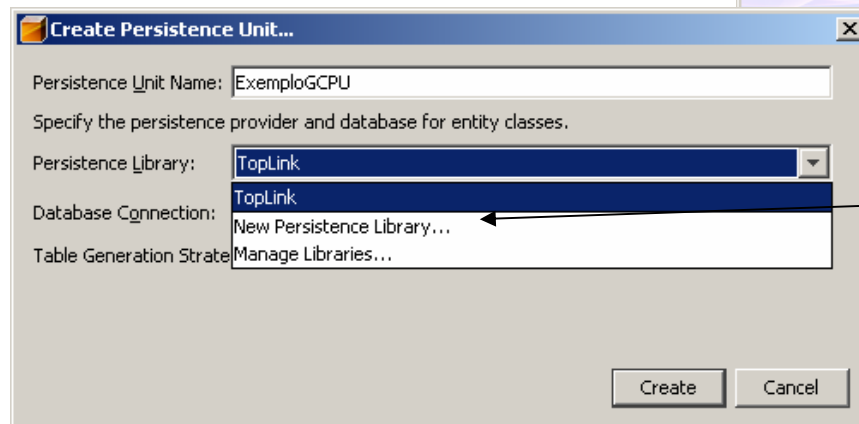 Create Persistence Unit...
Persistence Unit Name: ExemploGCPU
Specify the persistence provider and database for entity classes.
Persistence Library: TopLink
TopLink
Database Connection:
New Persistence Library...
Table Generation Strate Manage Libraries...
Create Cancel